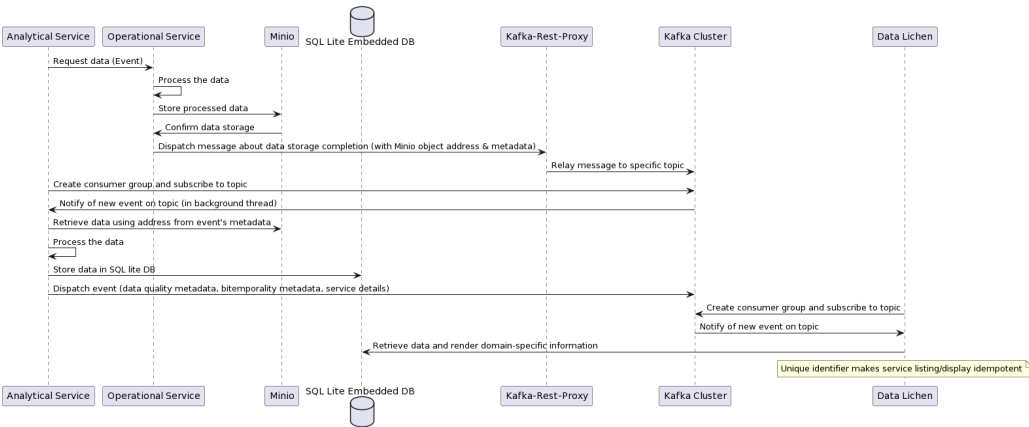 Analytical Service
Operational Service
Minio
SQL Lite Embedded DB
Kafka-Rest-Proxy
Kafka Cluster
Data Lichen
Request data (Event)
Process the data
Store processed data
Confirm data storage
Dispatch message about data storage completion (with Minio object address & metadata)
Relay message to specific topic
Create consumer group and subscribe to topic
Notify of new event on topic (in background thread)
Retrieve data using address from event's metadata
Process the data
Store data in SQL lite DB
Dispatch event (data quality metadata, bitemporality metadata, service details)
Create consumer group and subscribe to topic
Notify of new event on topic
Retrieve data and render domain-specific information
Unique identifier makes service listing/display idempotent
Analytical Service
Operational Service
Minio
SQL Lite Embedded DB
Kafka-Rest-Proxy
Kafka Cluster
Data Lichen